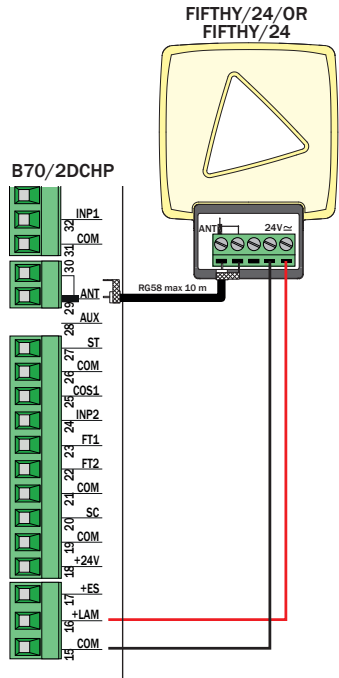 FIFTHY/24/OR
FIFTHY/24
B70/2DCHP
ANT
24V≃
RG58 max 10 m
32 INP1
31 COM
30
29 ANT
28 AUX
27 ST
26 COM
25 COS1
24 INP2
23 FT1
22 FT2
21 COM
20 SC
19 COM
18 +24V
17 +ES
16 +LAM
15 COM